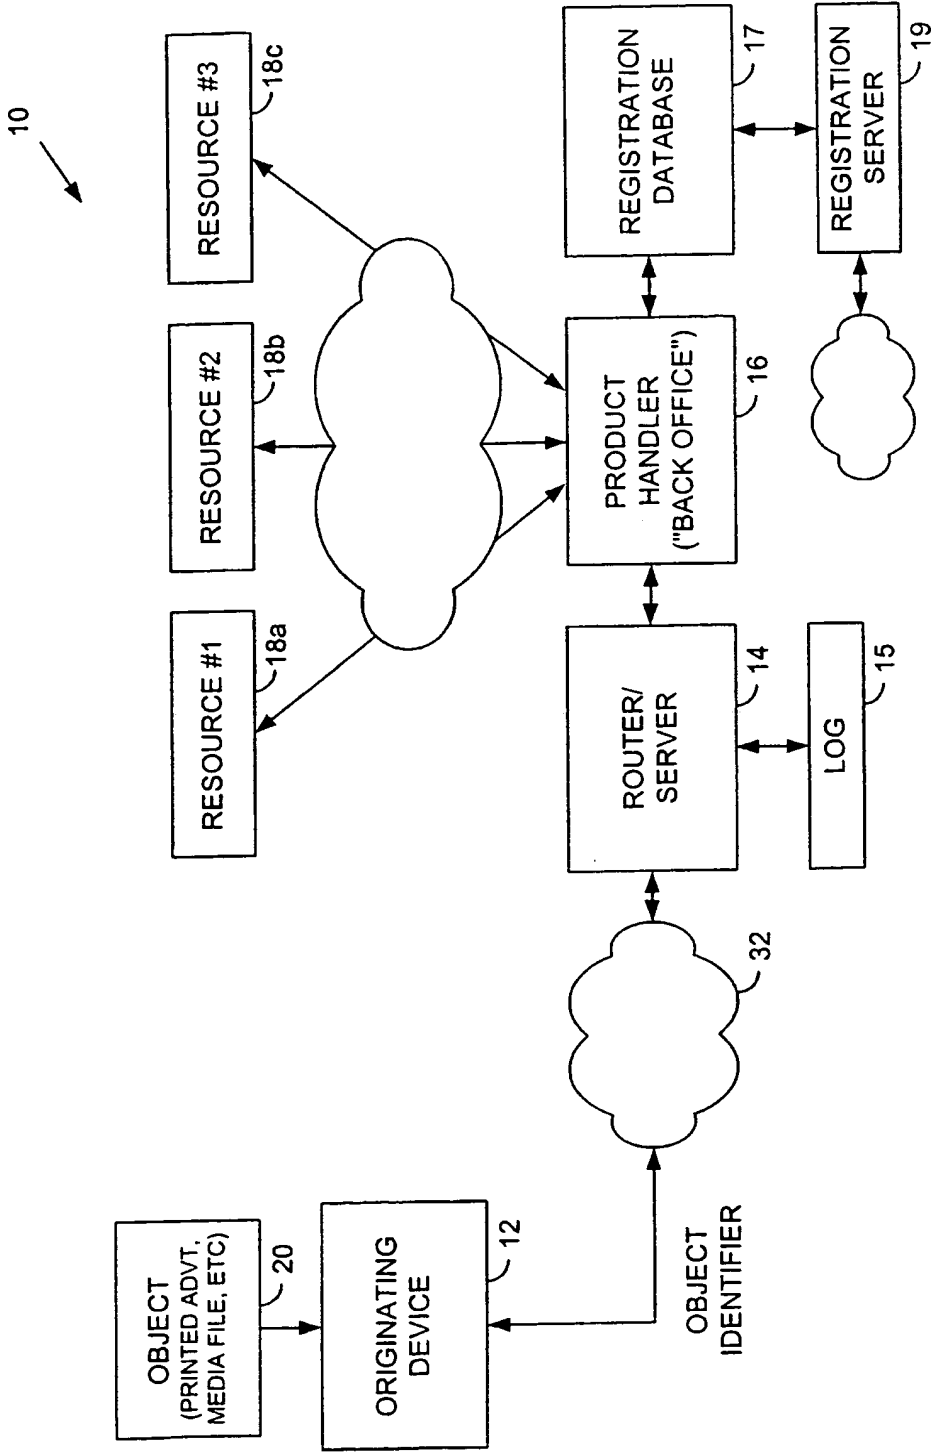 10
RESOURCE #1
18a
RESOURCE #2
18b
RESOURCE #3
18c
OBJECT
(PRINTED ADVT,
MEDIA FILE, ETC)
20
ORIGINATING
DEVICE
12
OBJECT
IDENTIFIER
32
ROUTER/
SERVER
14
LOG
15
PRODUCT
HANDLER
("BACK OFFICE")
16
REGISTRATION
DATABASE
17
REGISTRATION
SERVER
19